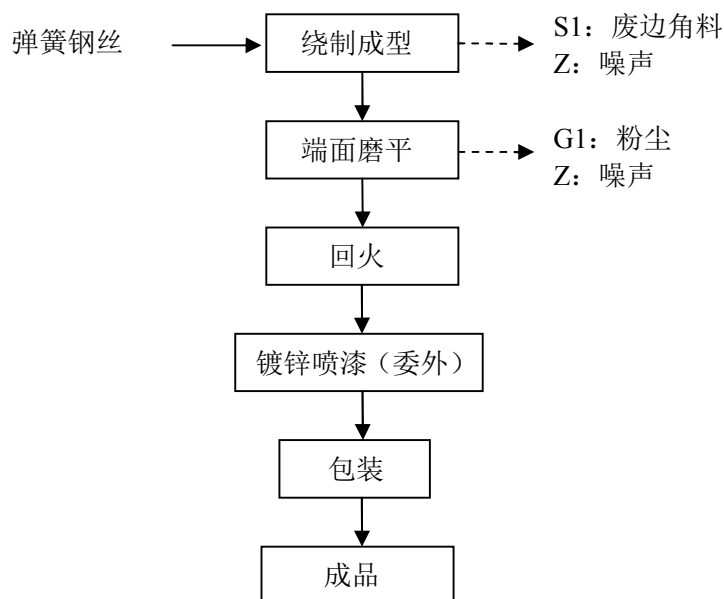 弹簧钢丝
绕制成型
S1：废边角料
Z：噪声
端面磨平
G1：粉尘
Z：噪声
回火
镀锌喷漆（委外）
包装
成品